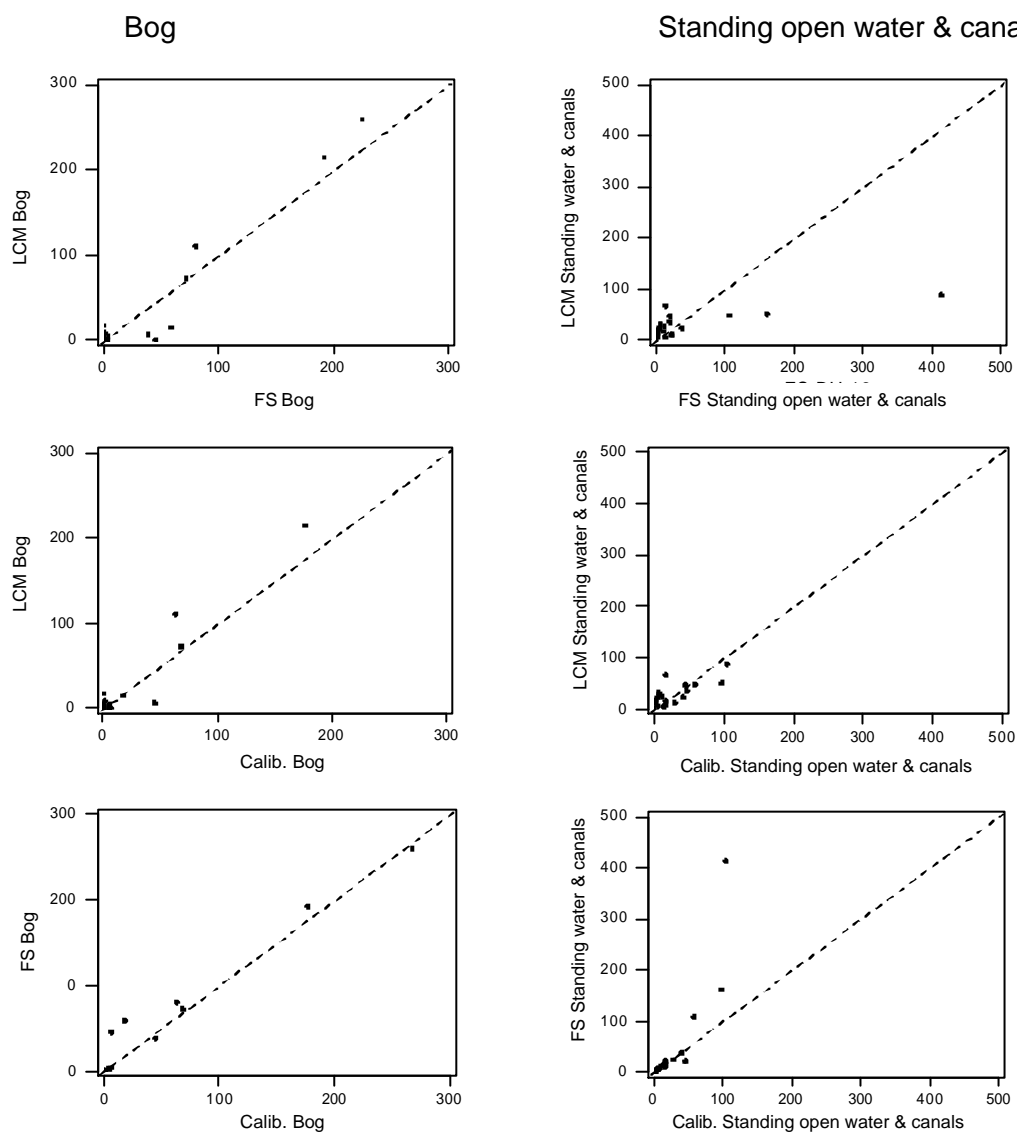 Bog
Standing open water & cana
300
200
100
0
LCM Bog
0 100 200 300
FS Bog
500
400
300
200
100
0
LCM Standing water & canals
0 100 200 300 400 500
FS Standing open water & canals
300
200
100
0
LCM Bog
0 100 200 300
Calib. Bog
500
400
300
200
100
0
LCM Standing water & canals
0 100 200 300 400 500
Calib. Standing open water & canals
300
200
0
0
FS Bog
0 100 200 300
Calib. Bog
500
400
300
200
100
0
FS Standing water & canals
0 100 200 300 400 500
Calib. Standing open water & canals